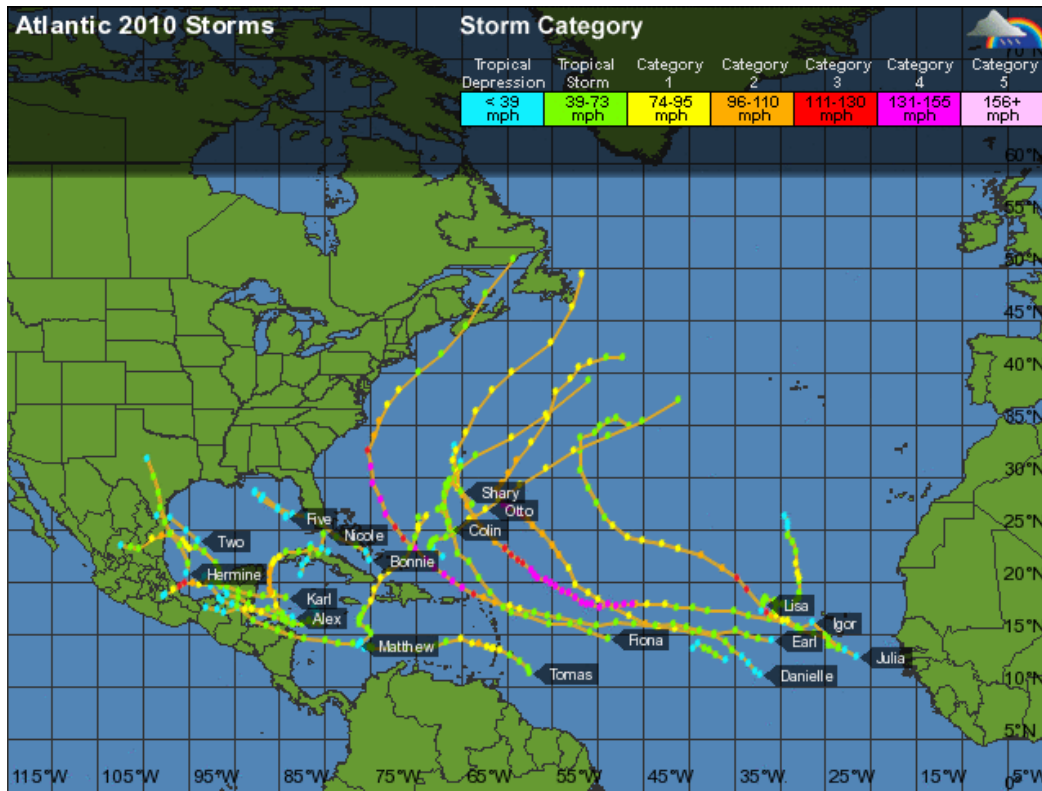 Atlantic 2010 Storms
Storm Category
Tropical Depression
Tropical Storm
Category 1
Category 2
Category 3
Category 4
Category 5
< 39 mph
39-73 mph
74-95 mph
96-110 mph
111-130 mph
131-155 mph
156+ mph
60°N
55°N
50°N
45°N
40°N
35°N
30°N
Shary
Otto
Five
Colin
25°N
Nicole
Two
Bonnie
Hermine
20°N
Karl
Lisa
Alex
Igor
15°N
Fiona
Earl
Matthew
Julia
Tomas
Danielle
10°N
5°N
115°W 105°W 95°W 85°W 75°W 65°W 55°W 45°W 35°W 25°W 15°W 5°W
0°